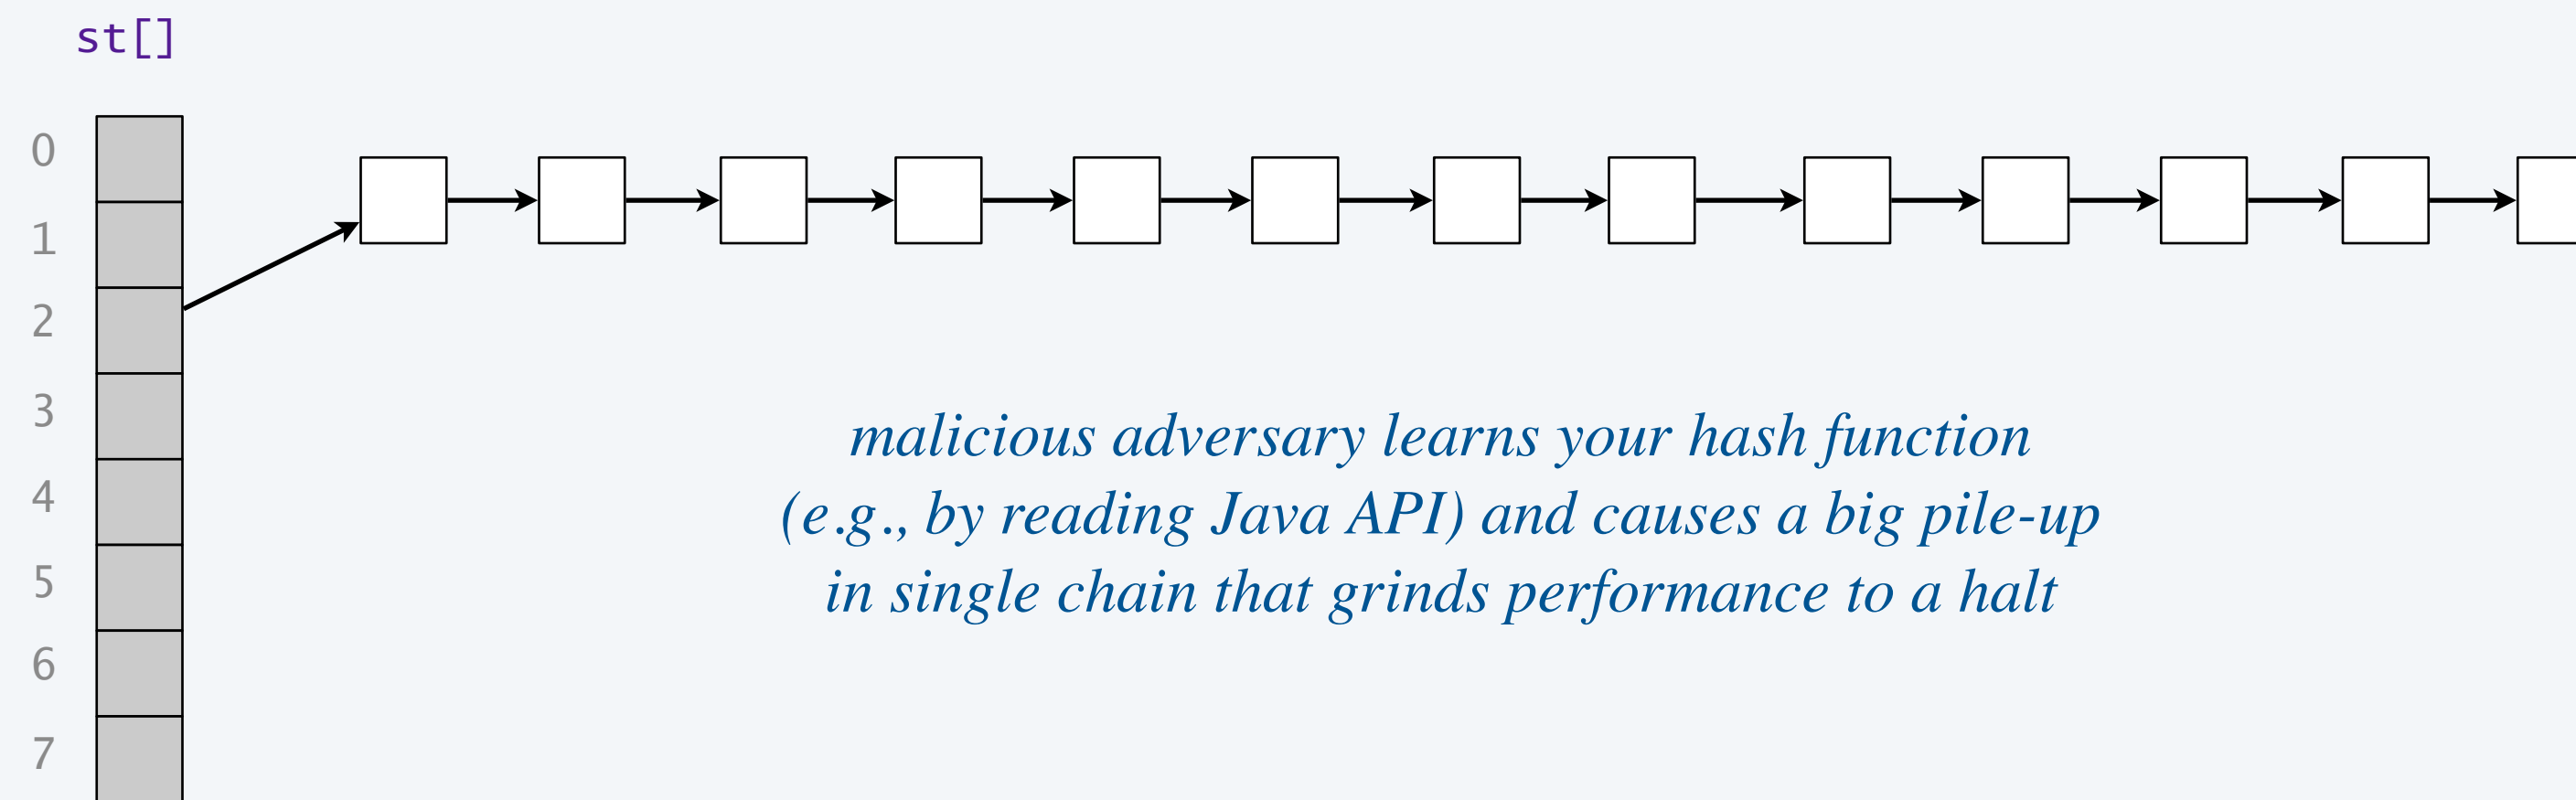 st[]
0
1
2
3
4
5
6
7
malicious adversary learns your hash function
(e.g., by reading Java API) and causes a big pile-up
in single chain that grinds performance to a halt